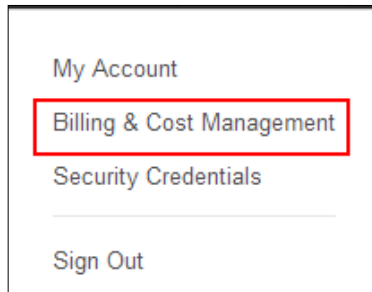 My Account
Billing & Cost Management
Security Credentials
Sign Out